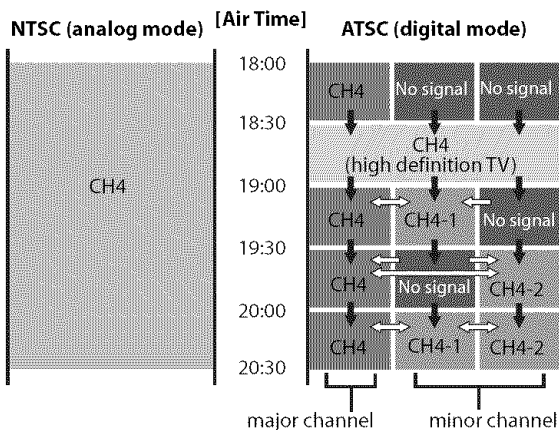 NTSC (analog mode) [Air Time] ATSC (digital mode)
18:00
CH4 No signal No signal
18:30
CH4
(high definition TV)
CH4
19:00
CH4 CH4-1 No signal
19:30
CH4 No signal CH4-2
20:00
CH4 CH4-1 CH4-2
20:30
major channel minor channel